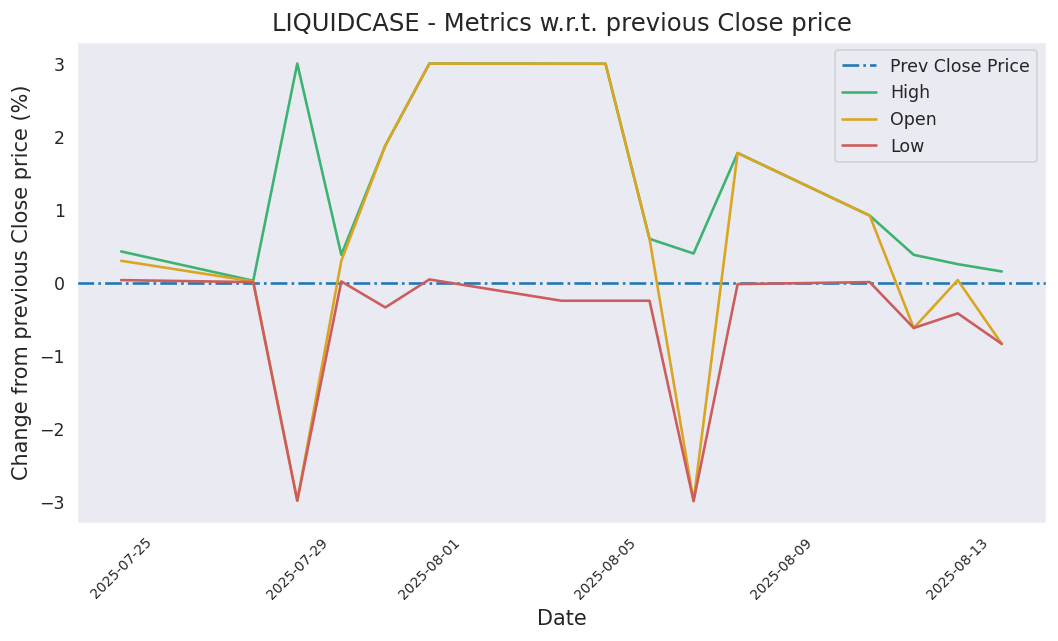 LIQUIDCASE - Metrics w.r.t. previous Close price
Change from previous Close price (%)
3
2
1
0
−1
−2
−3
Prev Close Price
High
Open
Low
2025-07-25
2025-07-29
2025-08-01
2025-08-05
2025-08-09
2025-08-13
Date